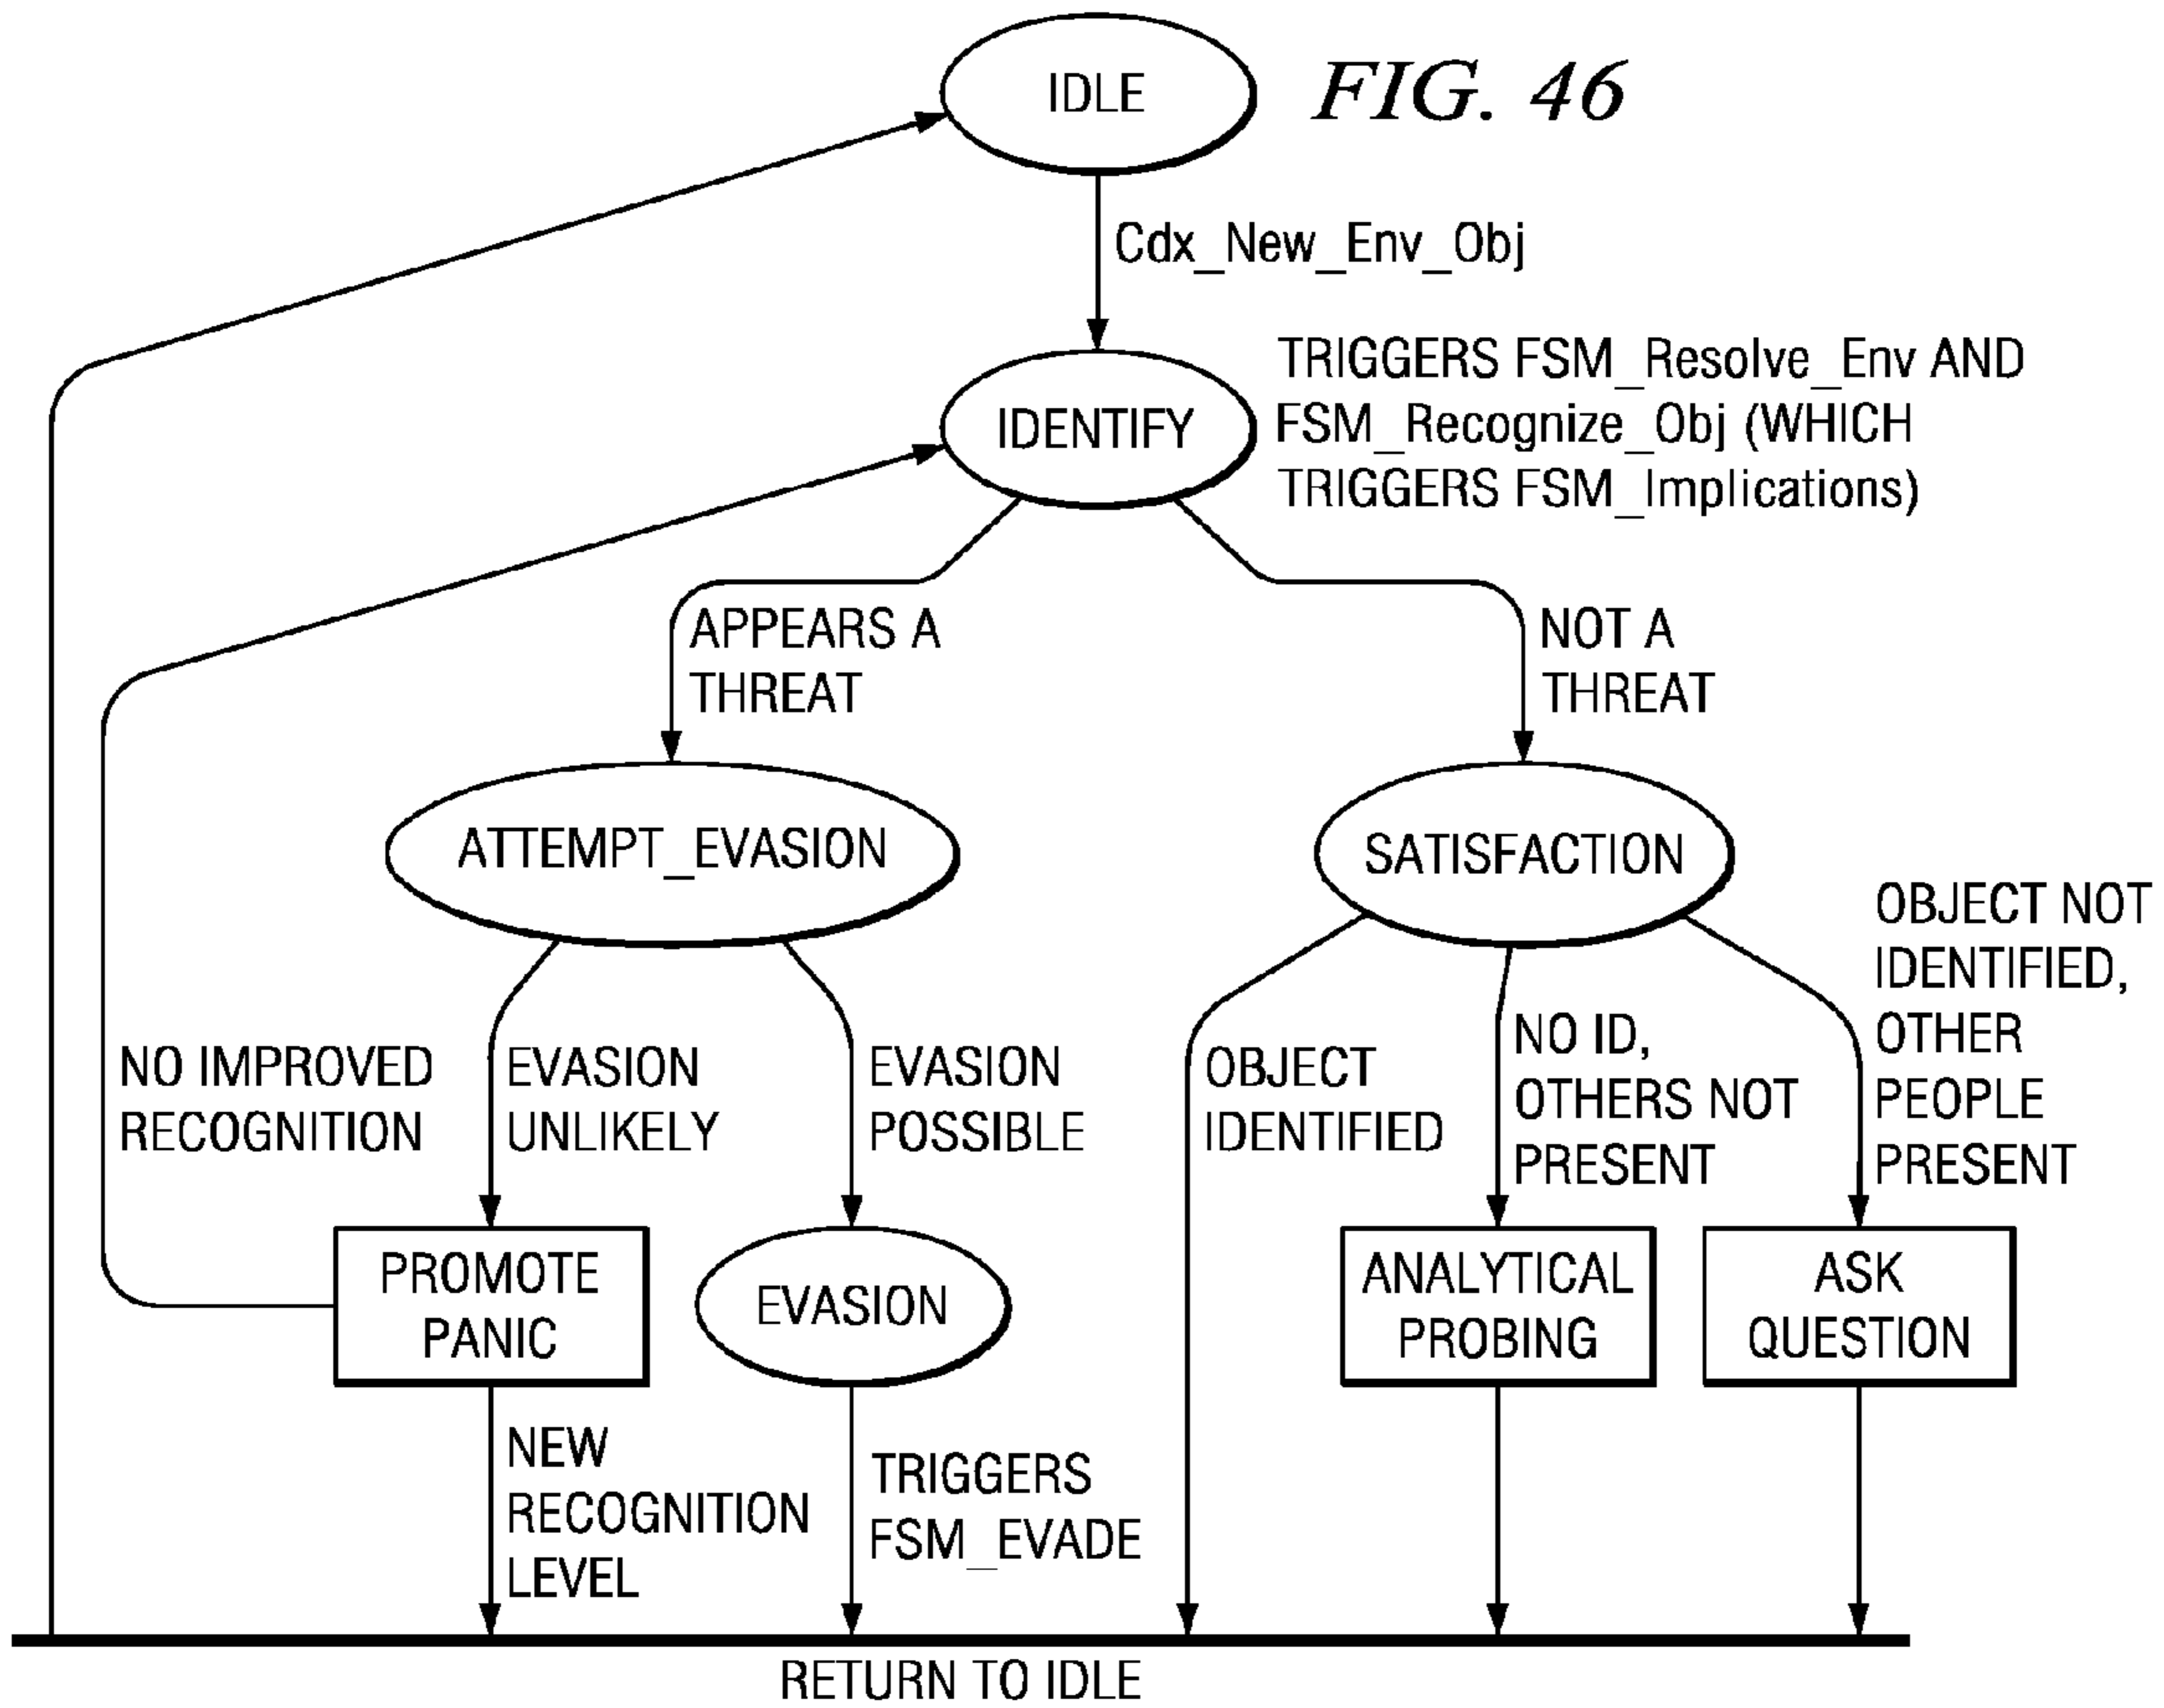 IDLE
FIG. 46
Cdx_New_Env_Obj
IDENTIFY
TRIGGERS FSM_Resolve_Env AND
FSM_Recognize_Obj (WHICH
TRIGGERS FSM_Implications)
APPEARS A
THREAT
NOT A
THREAT
ATTEMPT_EVASION
SATISFACTION
NO IMPROVED
RECOGNITION
EVASION
UNLIKELY
EVASION
POSSIBLE
OBJECT
IDENTIFIED
NO ID,
OTHERS NOT
PRESENT
OBJECT NOT
IDENTIFIED,
OTHER
PEOPLE
PRESENT
PROMOTE
PANIC
EVASION
ANALYTICAL
PROBING
ASK
QUESTION
NEW
RECOGNITION
LEVEL
TRIGGERS
FSM_EVADE
RETURN TO IDLE